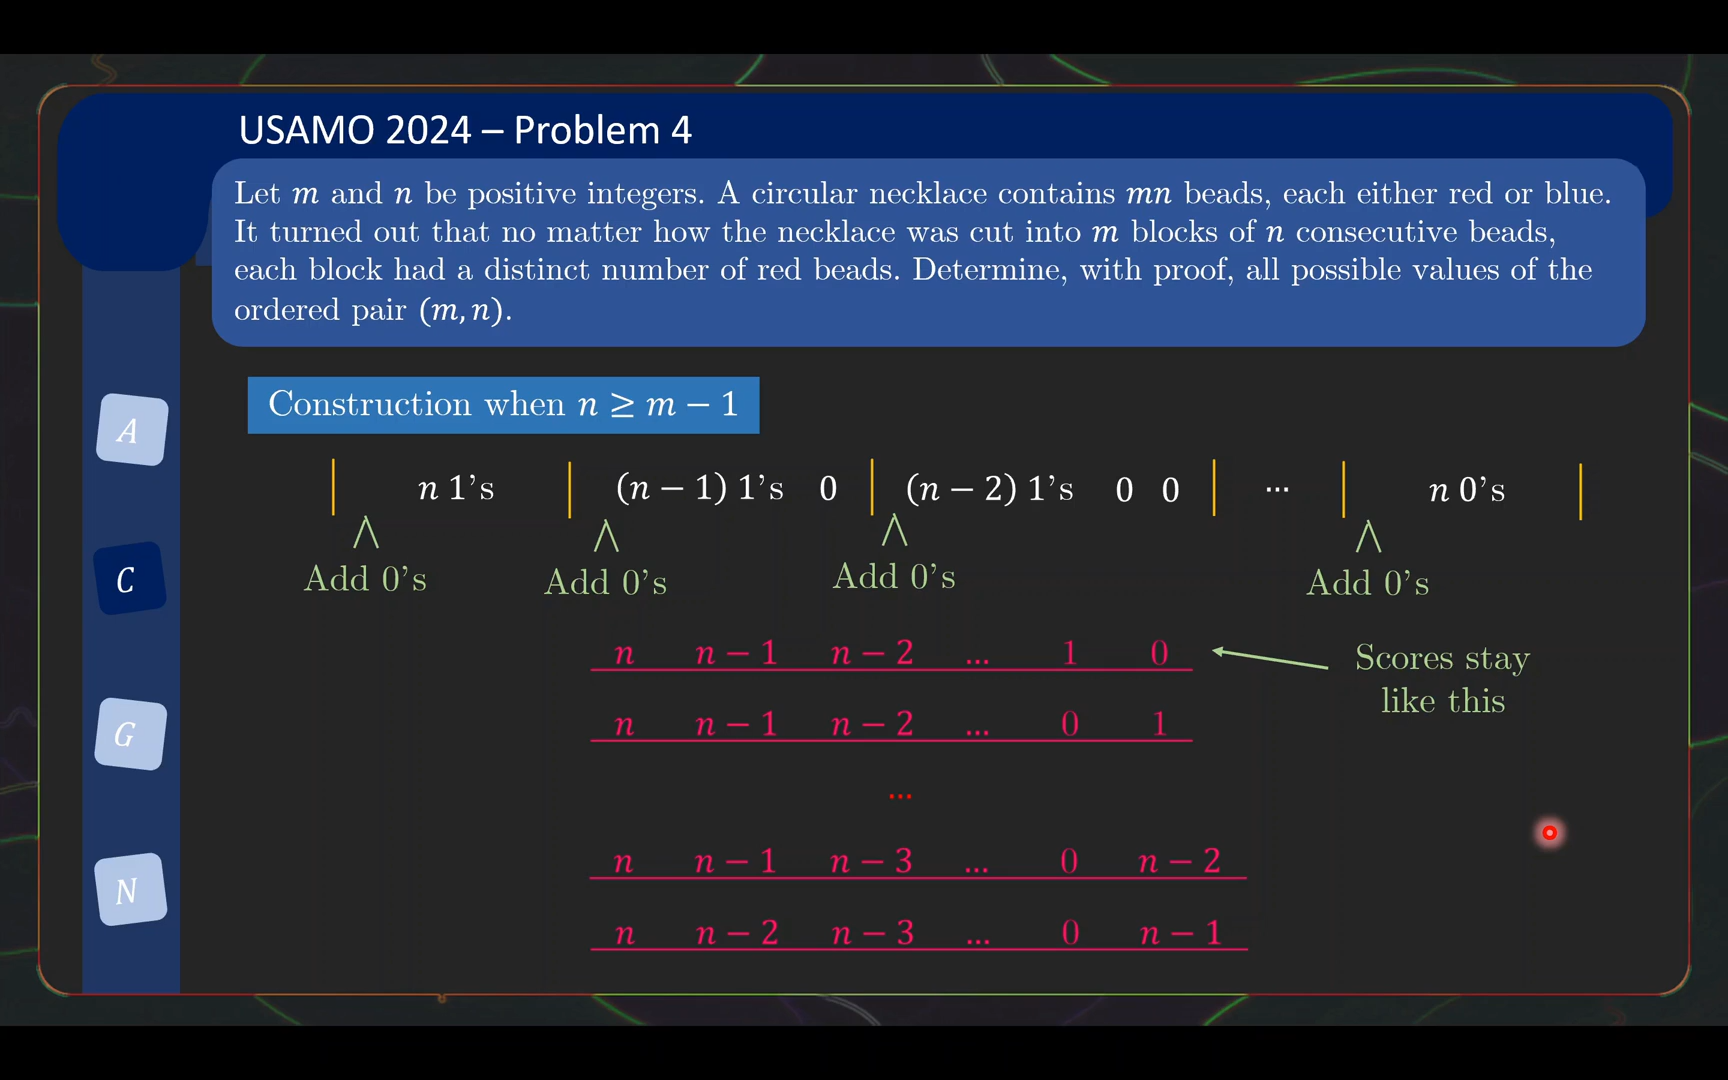 USAMO 2024 – Problem 4
Let m and n be positive integers. A circular necklace contains mn beads, each either red or blue.
It turned out that no matter how the necklace was cut into m blocks of n consecutive beads,
each block had a distinct number of red beads. Determine, with proof, all possible values of the
ordered pair (m, n).
Construction when n ≥ m − 1
n 1's (n − 1) 1's 0 (n − 2) 1's 0 0 ... n 0's
Add 0's Add 0's Add 0's Add 0's
n n − 1 n − 2 ... 1 0
Scores stay
like this
n n − 1 n − 2 ... 0 1
...
n n − 1 n − 3 ... 0 n − 2
n n − 2 n − 3 ... 0 n − 1
A
C
G
N